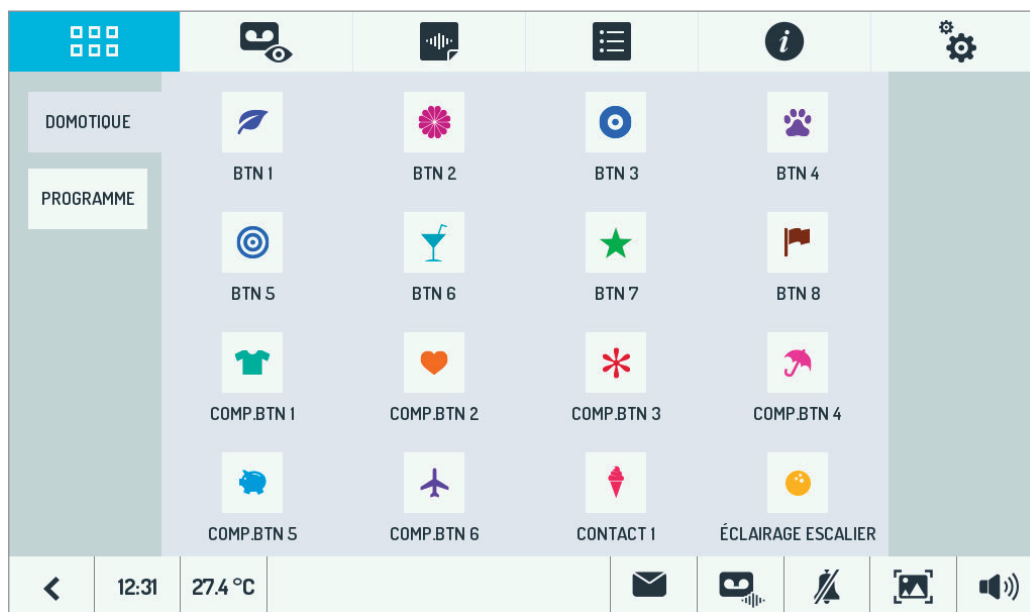 DOMOTIQUE
PROGRAMME
BTN 1
BTN 2
BTN 3
BTN 4
BTN 5
BTN 6
BTN 7
BTN 8
COMP.BTN 1
COMP.BTN 2
COMP.BTN 3
COMP.BTN 4
COMP.BTN 5
COMP.BTN 6
CONTACT 1
ÉCLAIRAGE ESCALIER
12:31
27.4 °C